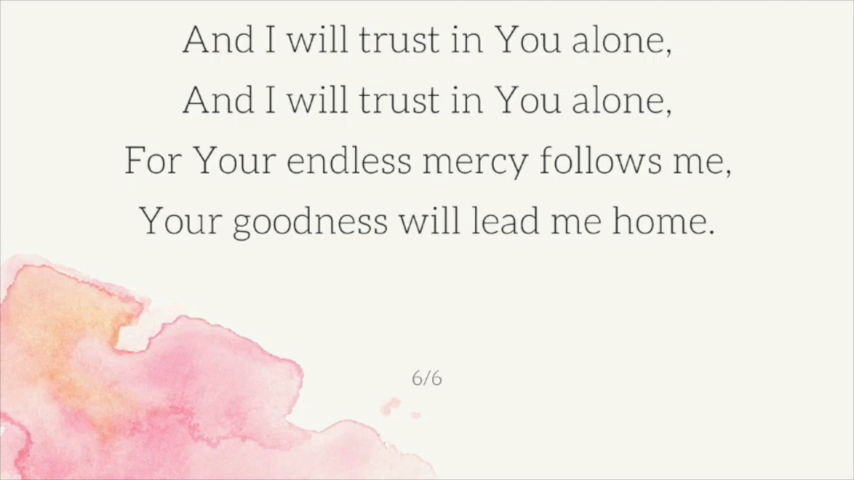 And I will trust in You alone,
And I will trust in You alone,
For Your endless mercy follows me,
Your goodness will lead me home.
6/6